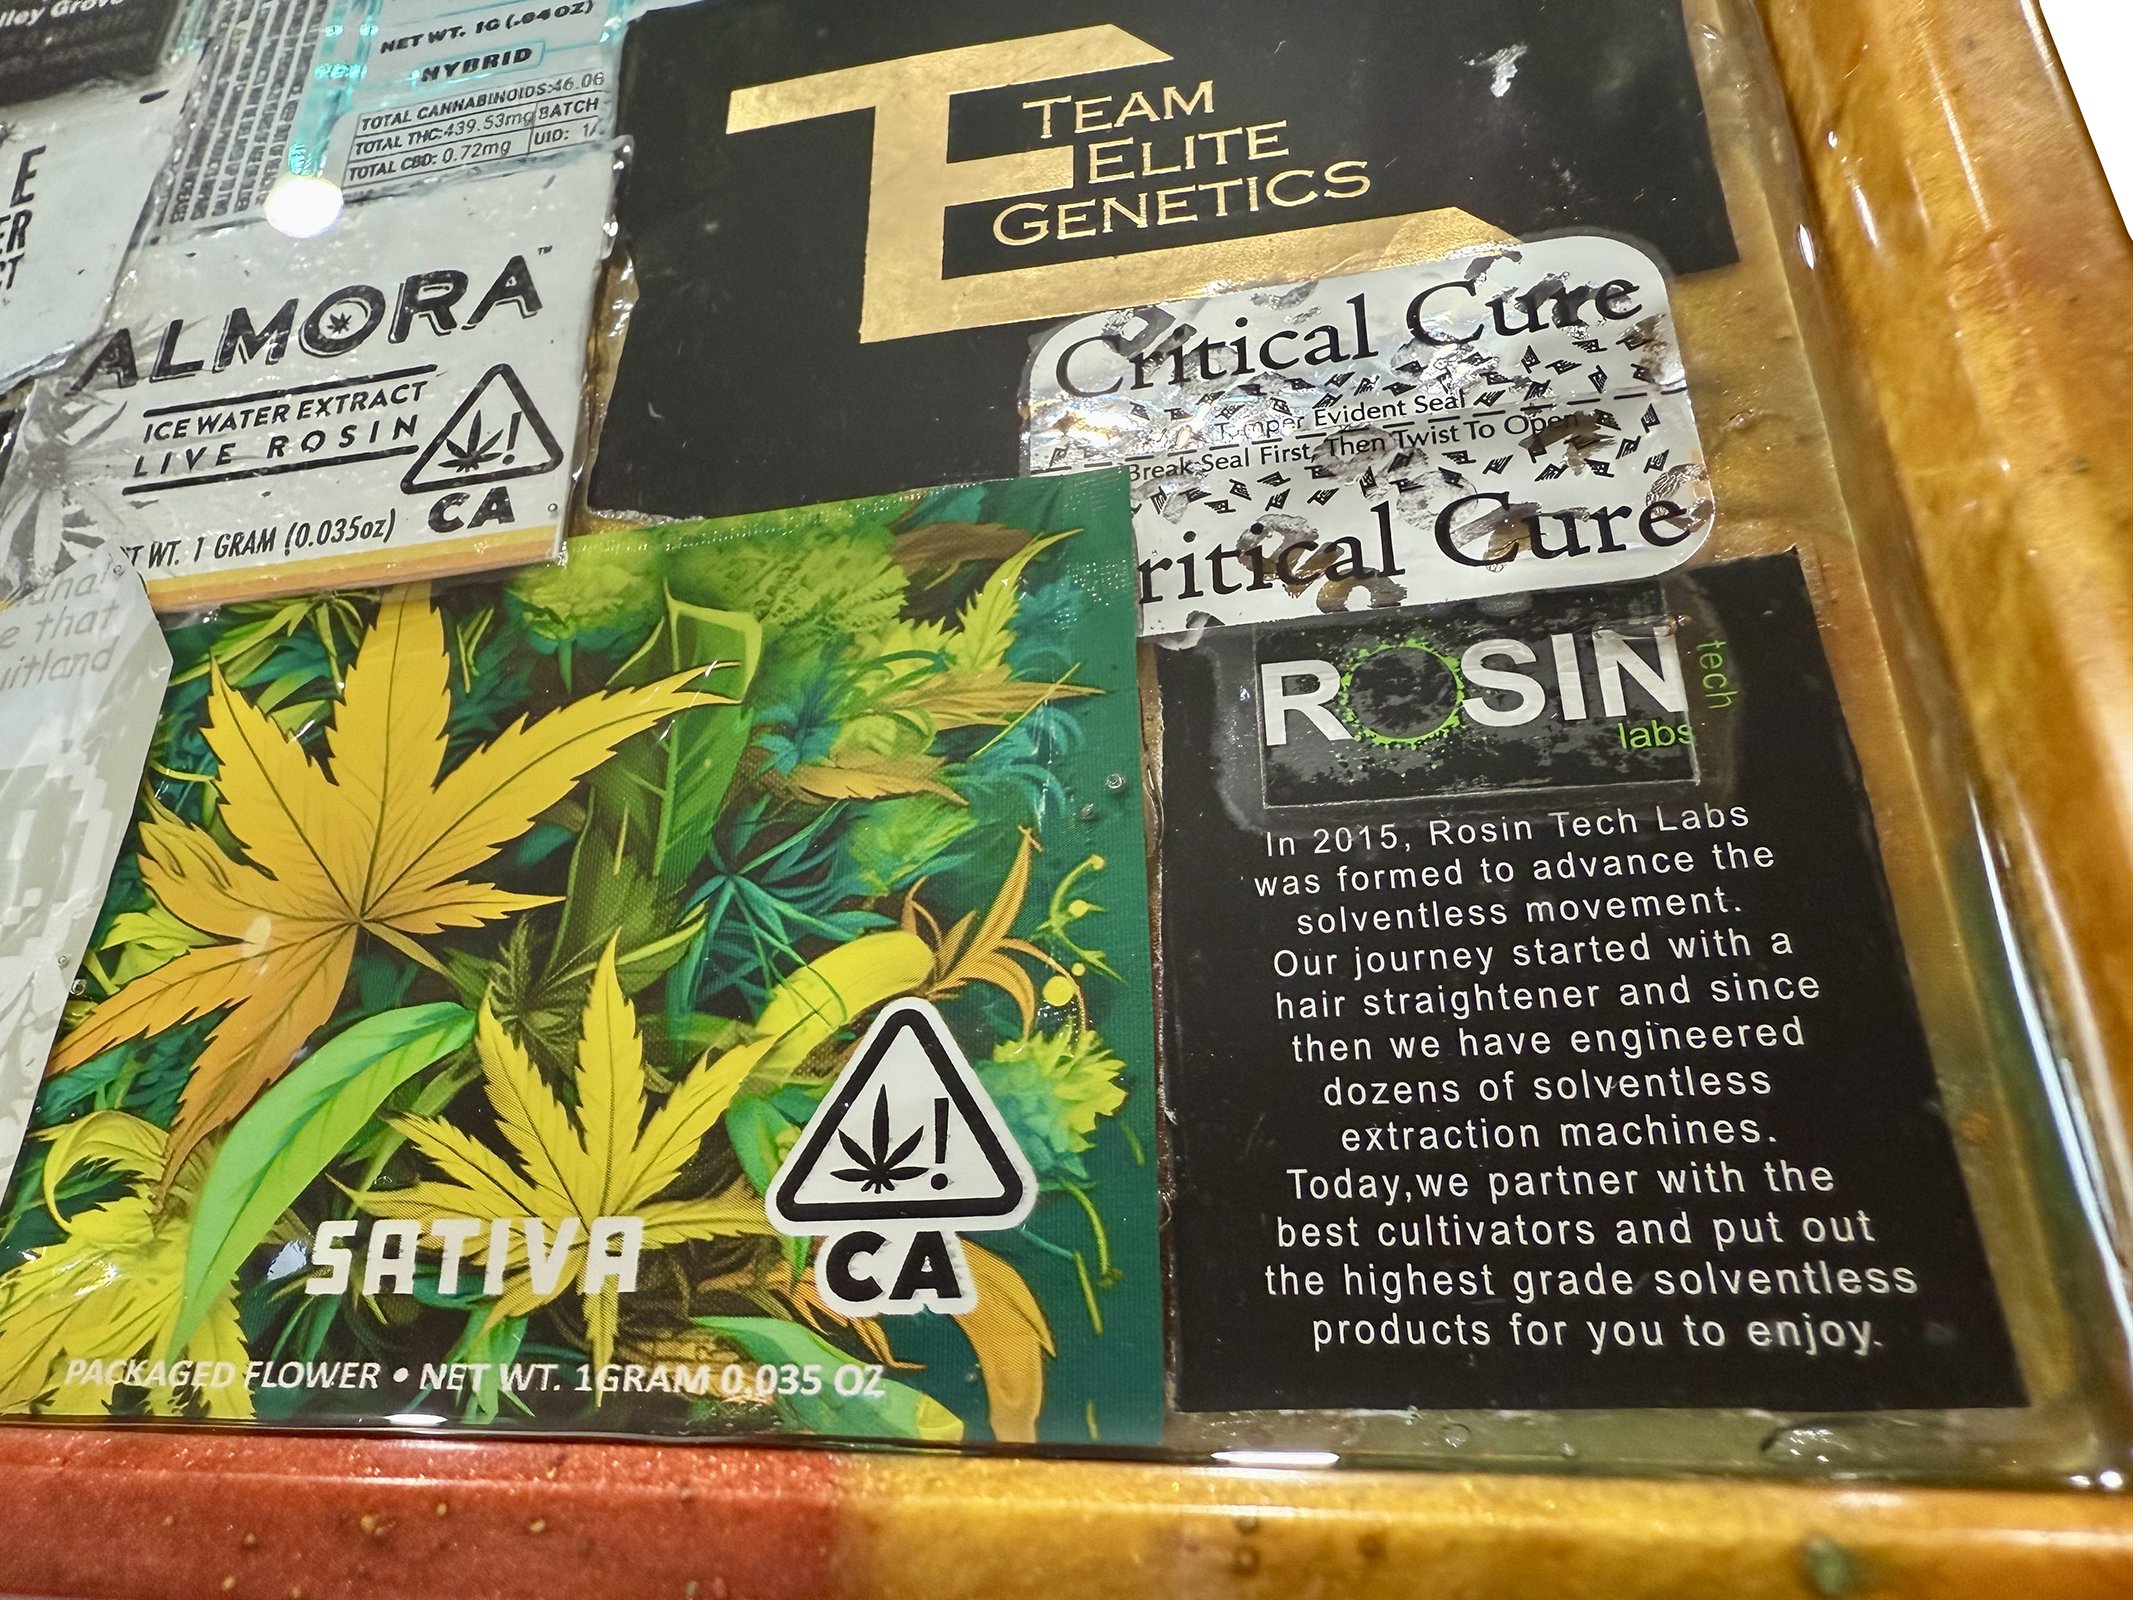 NET WT. 1G (.04OZ)
HYBRID
TOTAL CANNABINOIDS:46.06
TOTAL THC:439.53mg BATCH
TOTAL CBD: 0.72mg UID: 1A
ALMORA™
ICE WATER EXTRACT
LIVE ROSIN
CA
WT. 1 GRAM (0.035oz)
TEAM
ELITE
GENETICS
Critical Cure
Tamper Evident Seal
Break Seal First, Then Twist To Open
ritical Cure
that
SATIVA
CA
PACKAGED FLOWER • NET WT. 1GRAM 0.035 OZ
ROSIN
tech
labs
In 2015, Rosin Tech Labs
was formed to advance the
solventless movement.
Our journey started with a
hair straightener and since
then we have engineered
dozens of solventless
extraction machines.
Today,we partner with the
best cultivators and put out
the highest grade solventless
products for you to enjoy.